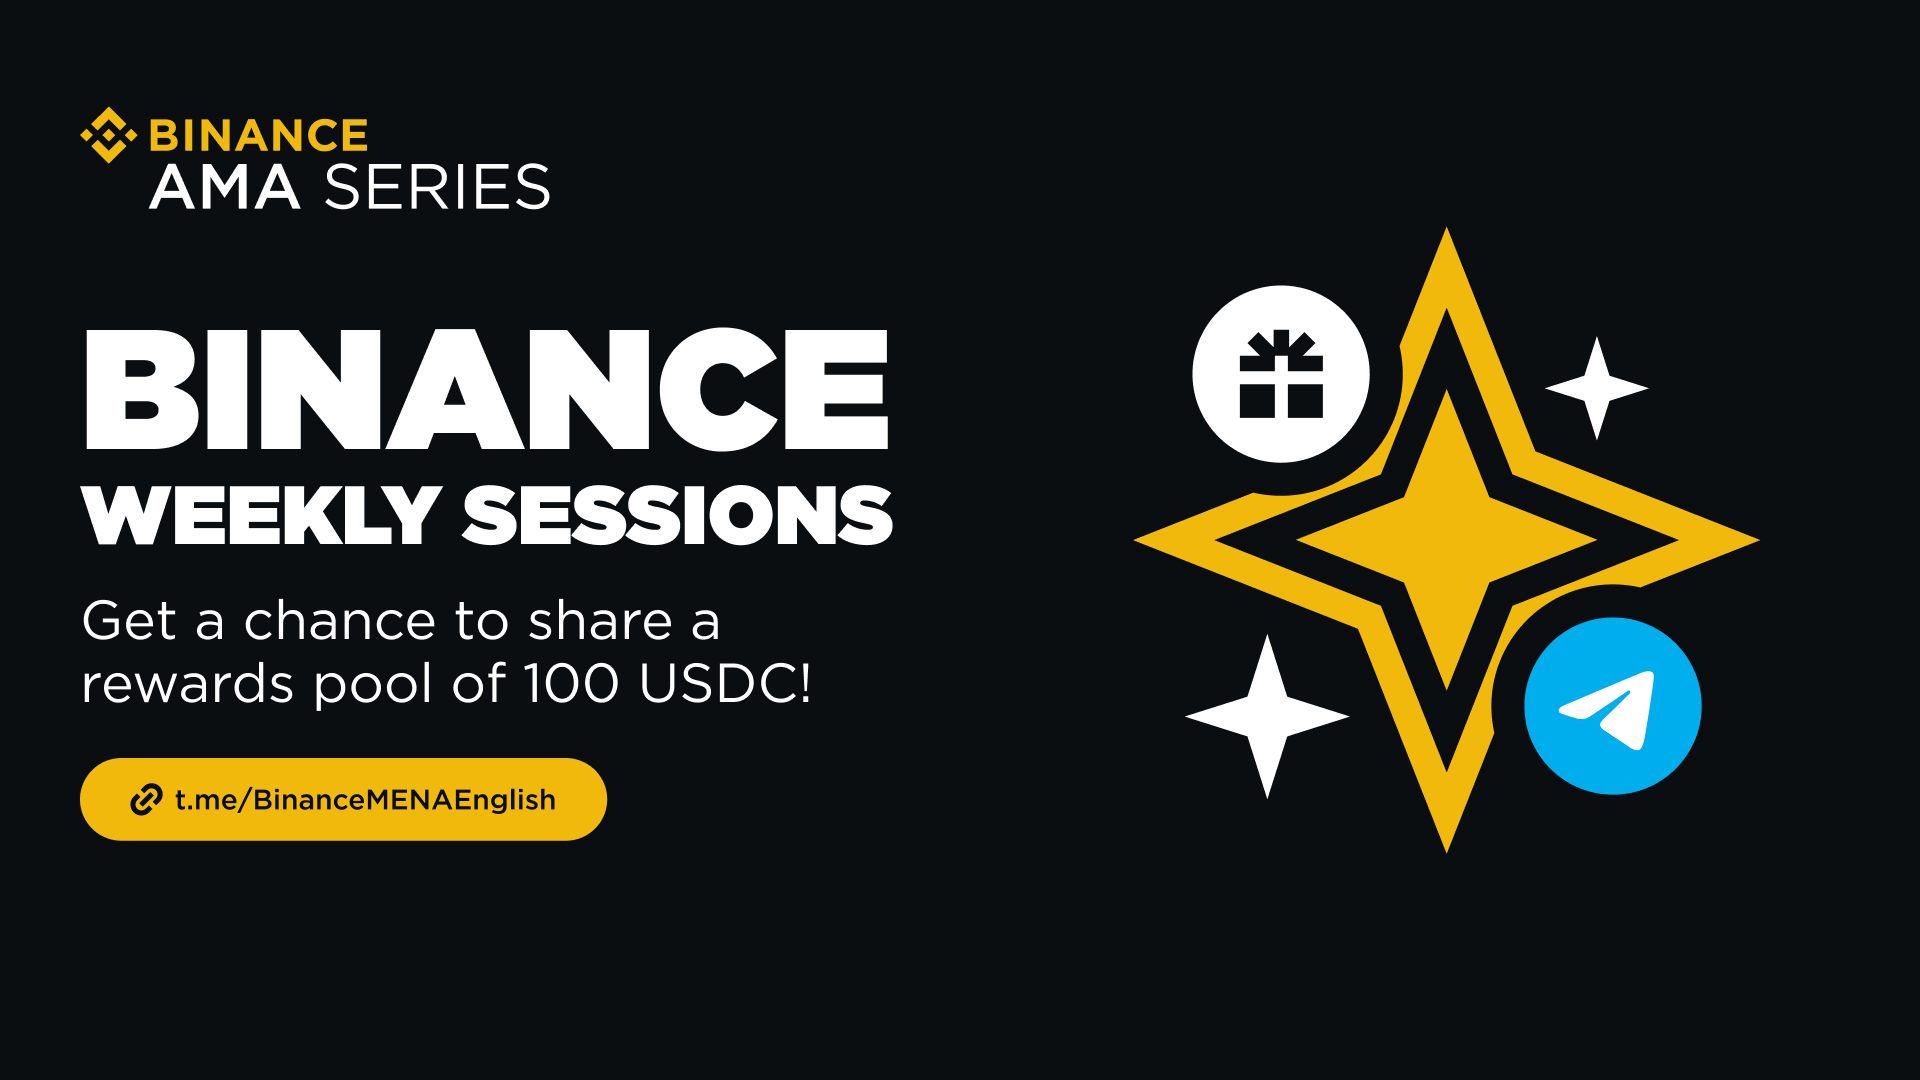 BINANCE
AMA SERIES
BINANCE
WEEKLY SESSIONS
Get a chance to share a
rewards pool of 100 USDC!
t.me/BinanceMENAEnglish